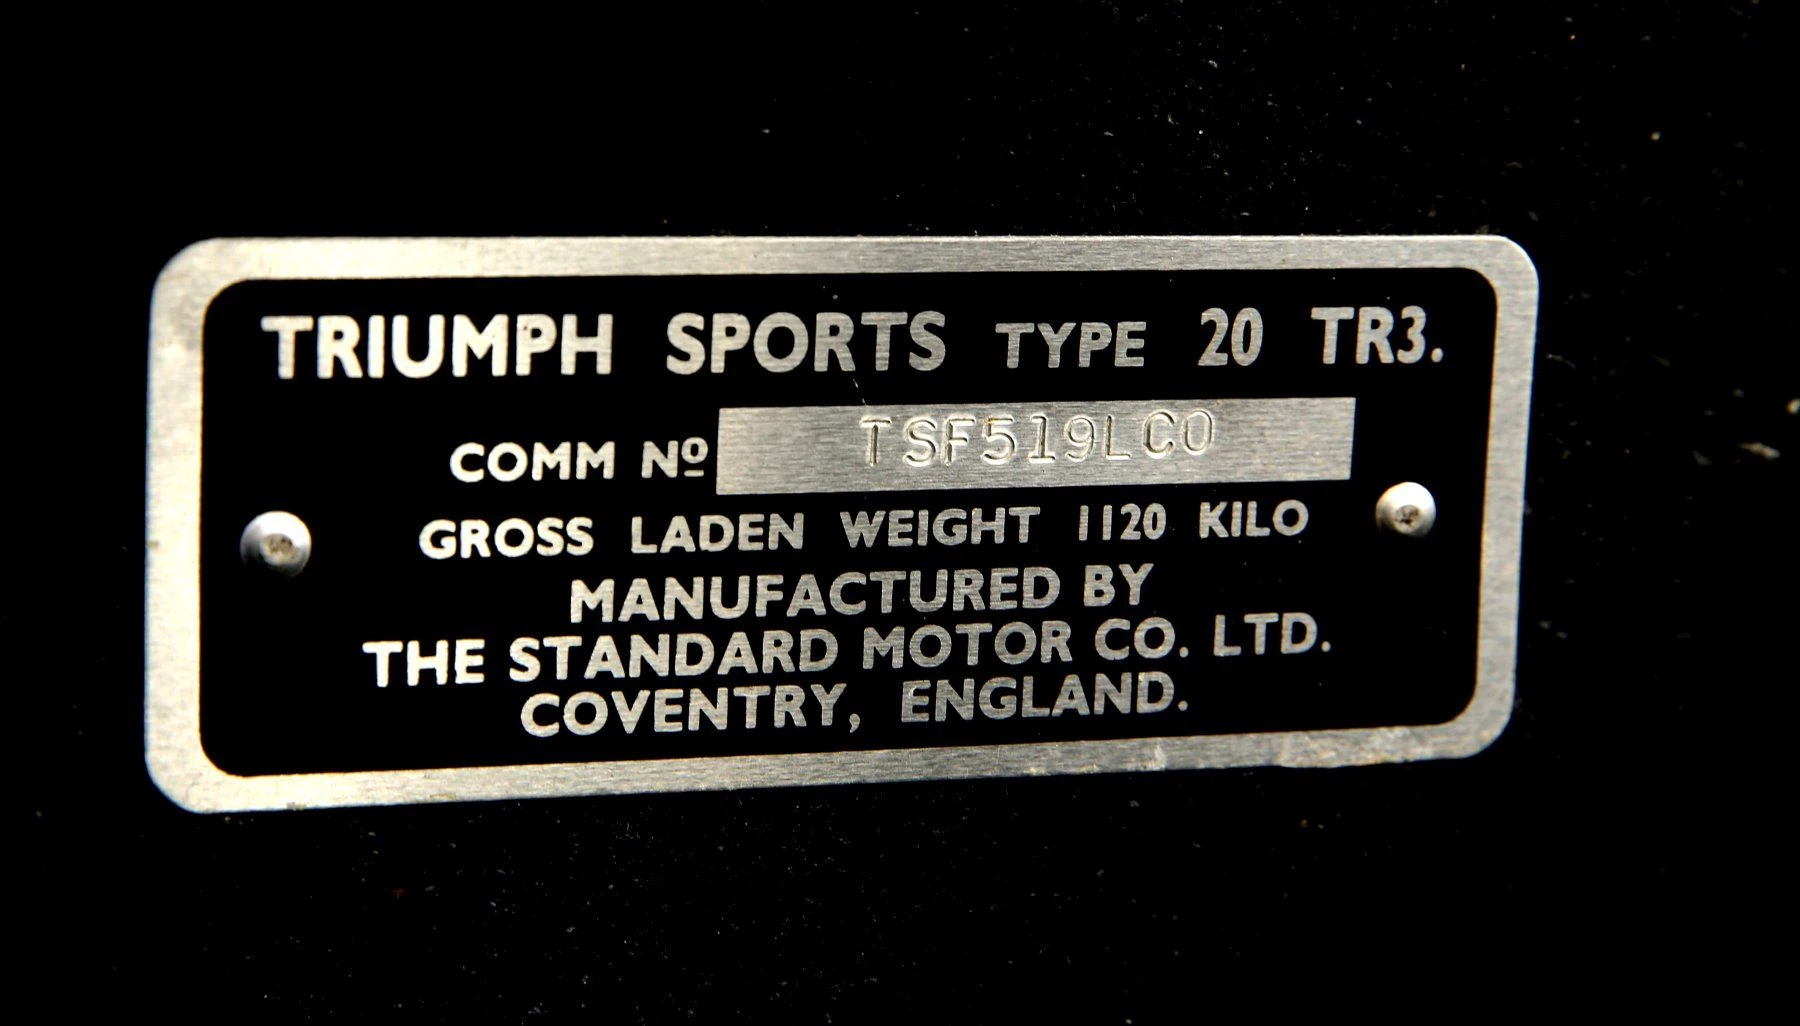 TRIUMPH SPORTS TYPE 20 TR3.
COMM Nº TSF519LCO
GROSS LADEN WEIGHT 1120 KILO
MANUFACTURED BY
THE STANDARD MOTOR CO. LTD.
COVENTRY, ENGLAND.